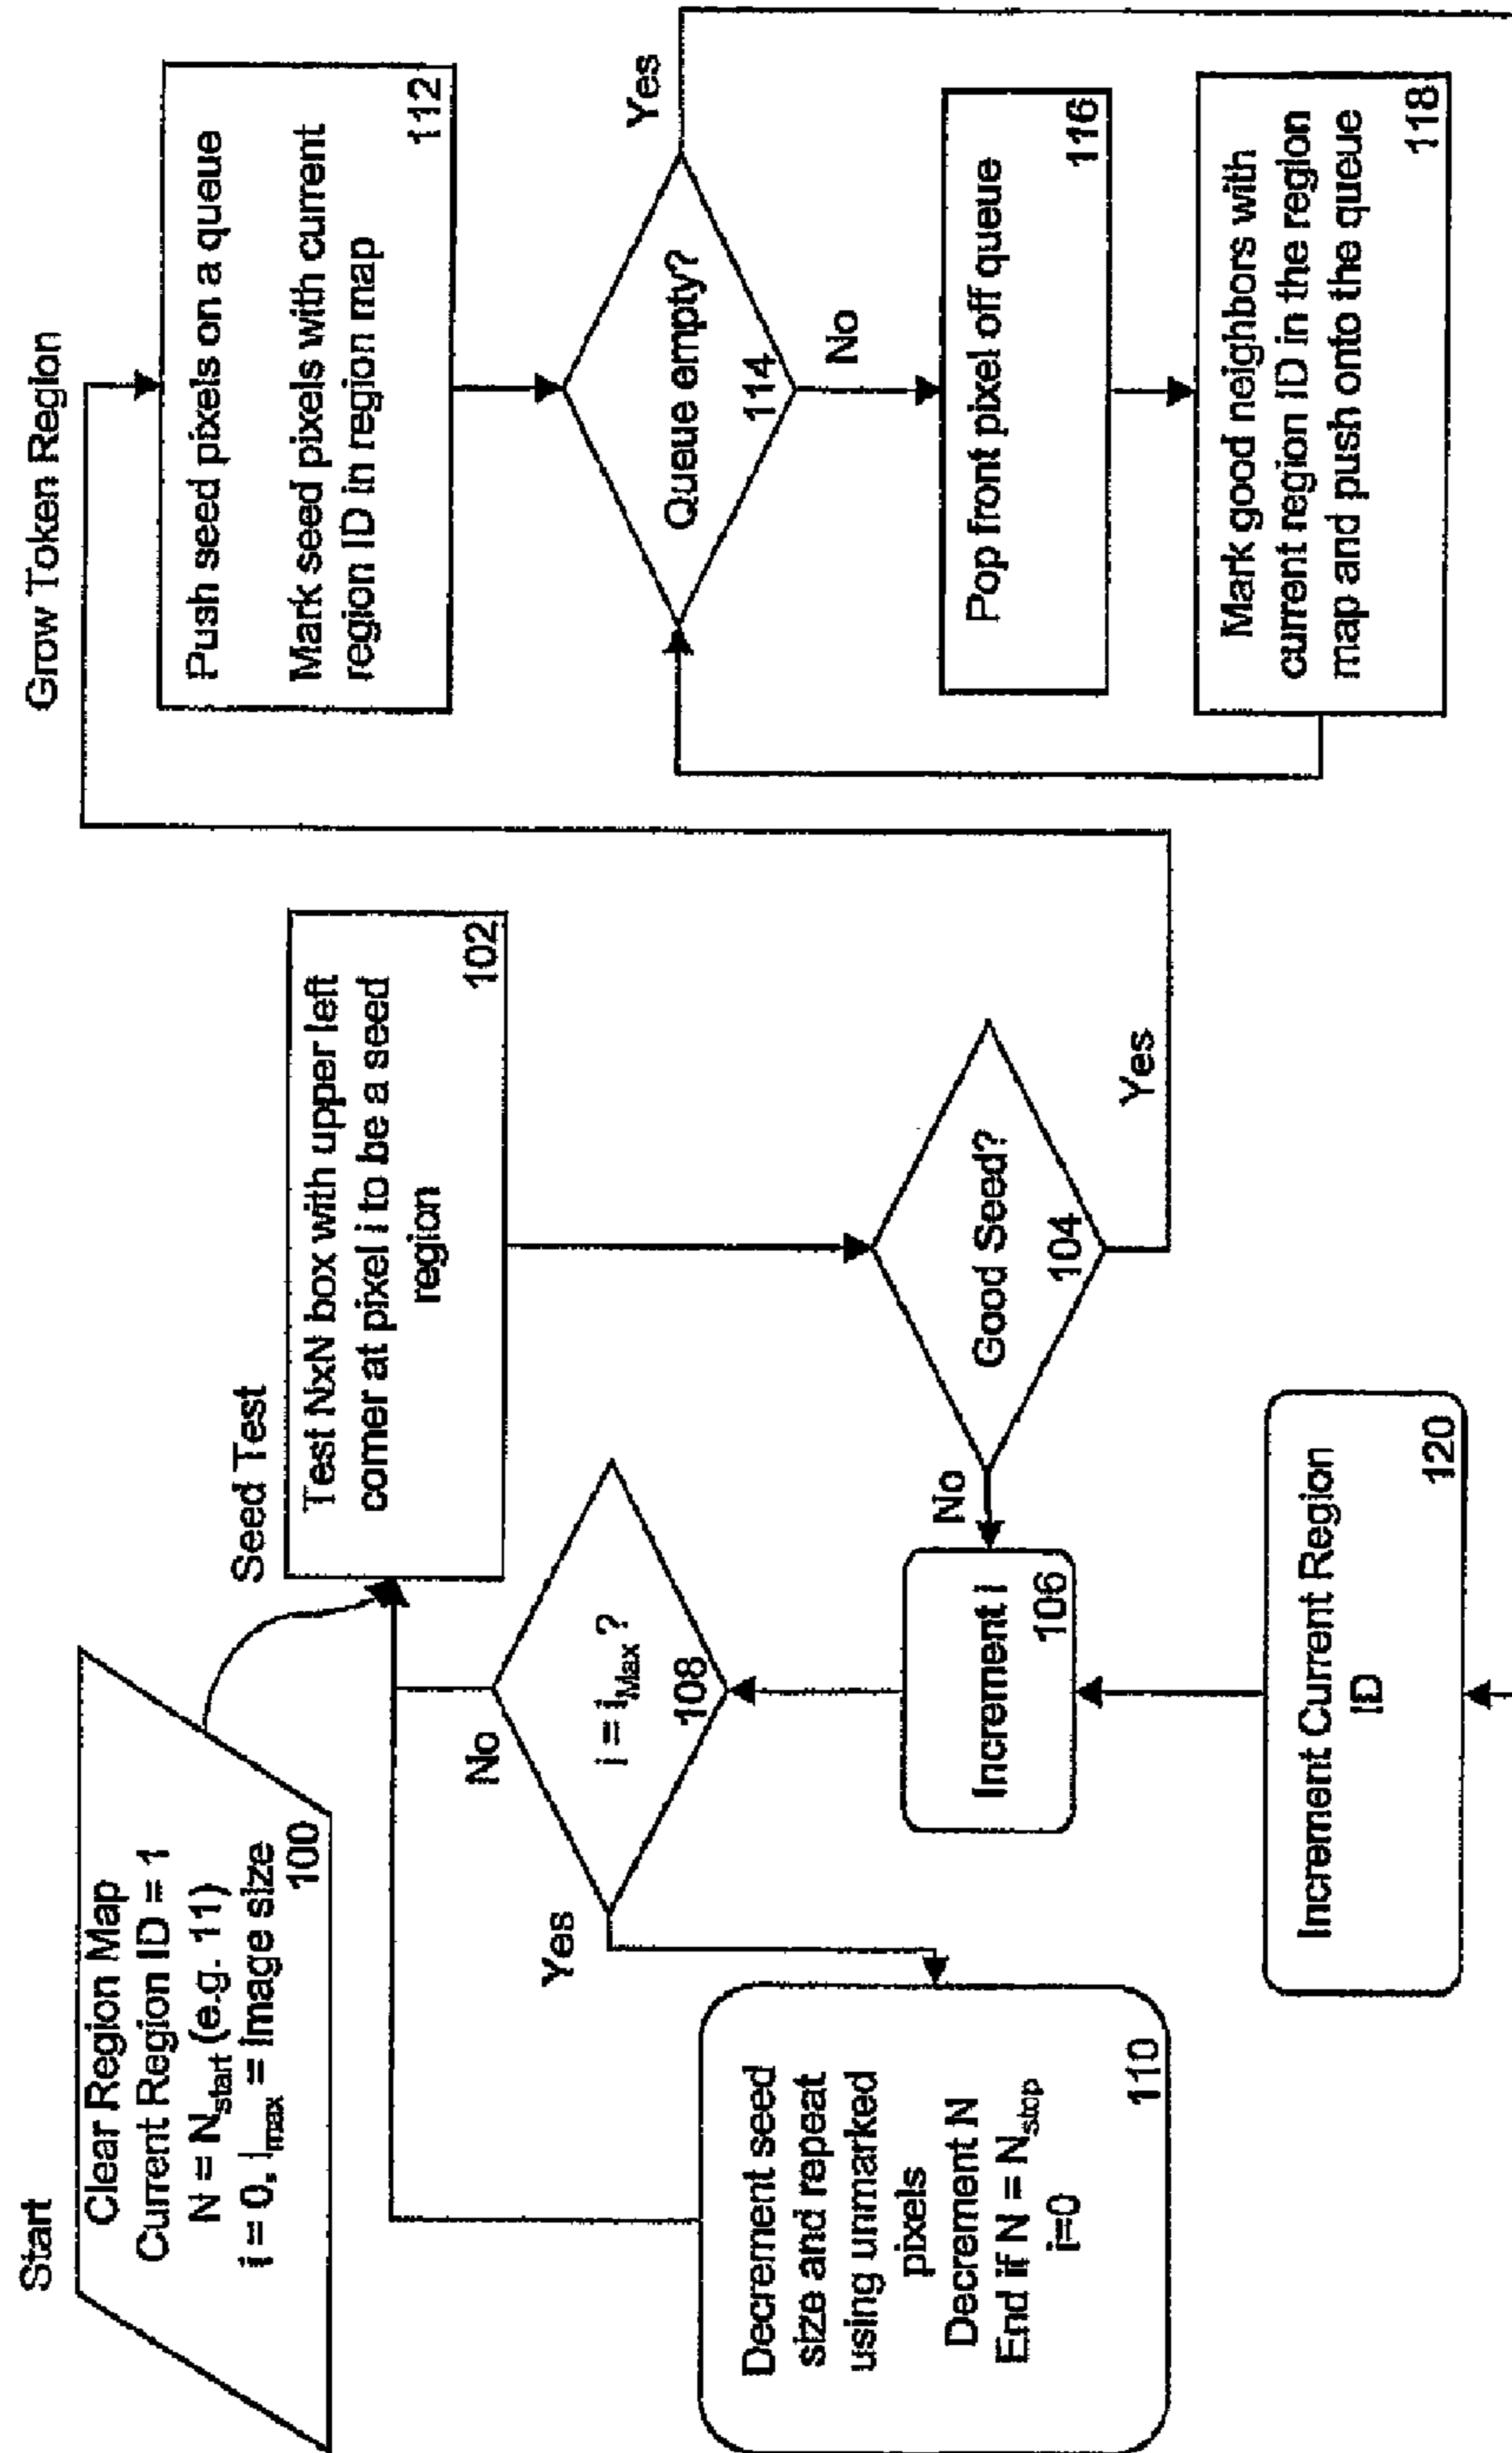 Start
Clear Region Map
Current Region ID = 1
N = Nstart (e.g. 11)
i = 0, imax = image size
100
Seed Test
Test NxN box with upper left
corner at pixel i to be a seed
region
102
Good Seed?
104
No
Yes
Increment i
106
i = iMax?
108
No
Yes
Decrement seed
size and repeat
using unmarked
pixels
Decrement N
End if N = Nstop
i=0
110
Increment Current Region
ID
120
Grow Token Region
Push seed pixels on a queue
Mark seed pixels with current
region ID in region map
112
Queue empty?
114
Yes
No
Pop front pixel off queue
116
Mark good neighbors with
current region ID in the region
map and push onto the queue
118